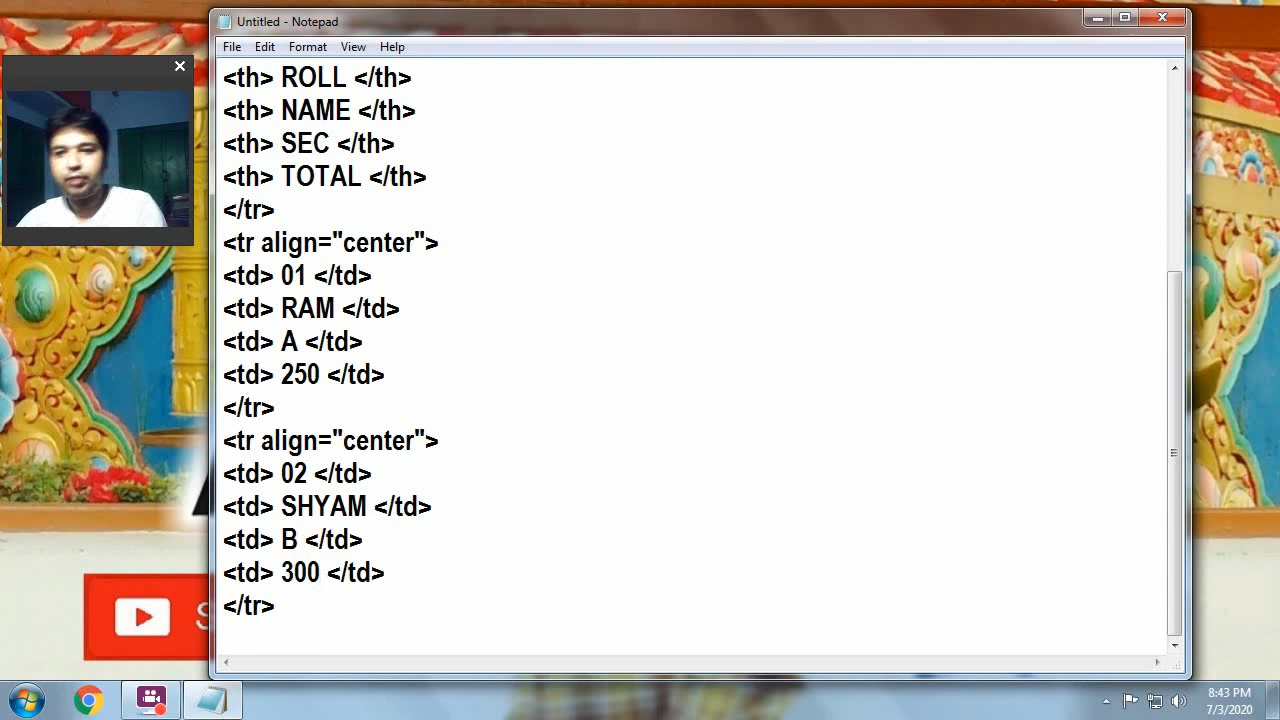 Untitled - Notepad
File Edit Format View Help
<th> ROLL </th>
<th> NAME </th>
<th> SEC </th>
<th> TOTAL </th>
</tr>
<tr align="center">
<td> 01 </td>
<td> RAM </td>
<td> A </td>
<td> 250 </td>
</tr>
<tr align="center">
<td> 02 </td>
<td> SHYAM </td>
<td> B </td>
<td> 300 </td>
</tr>
8:43 PM
7/3/2020